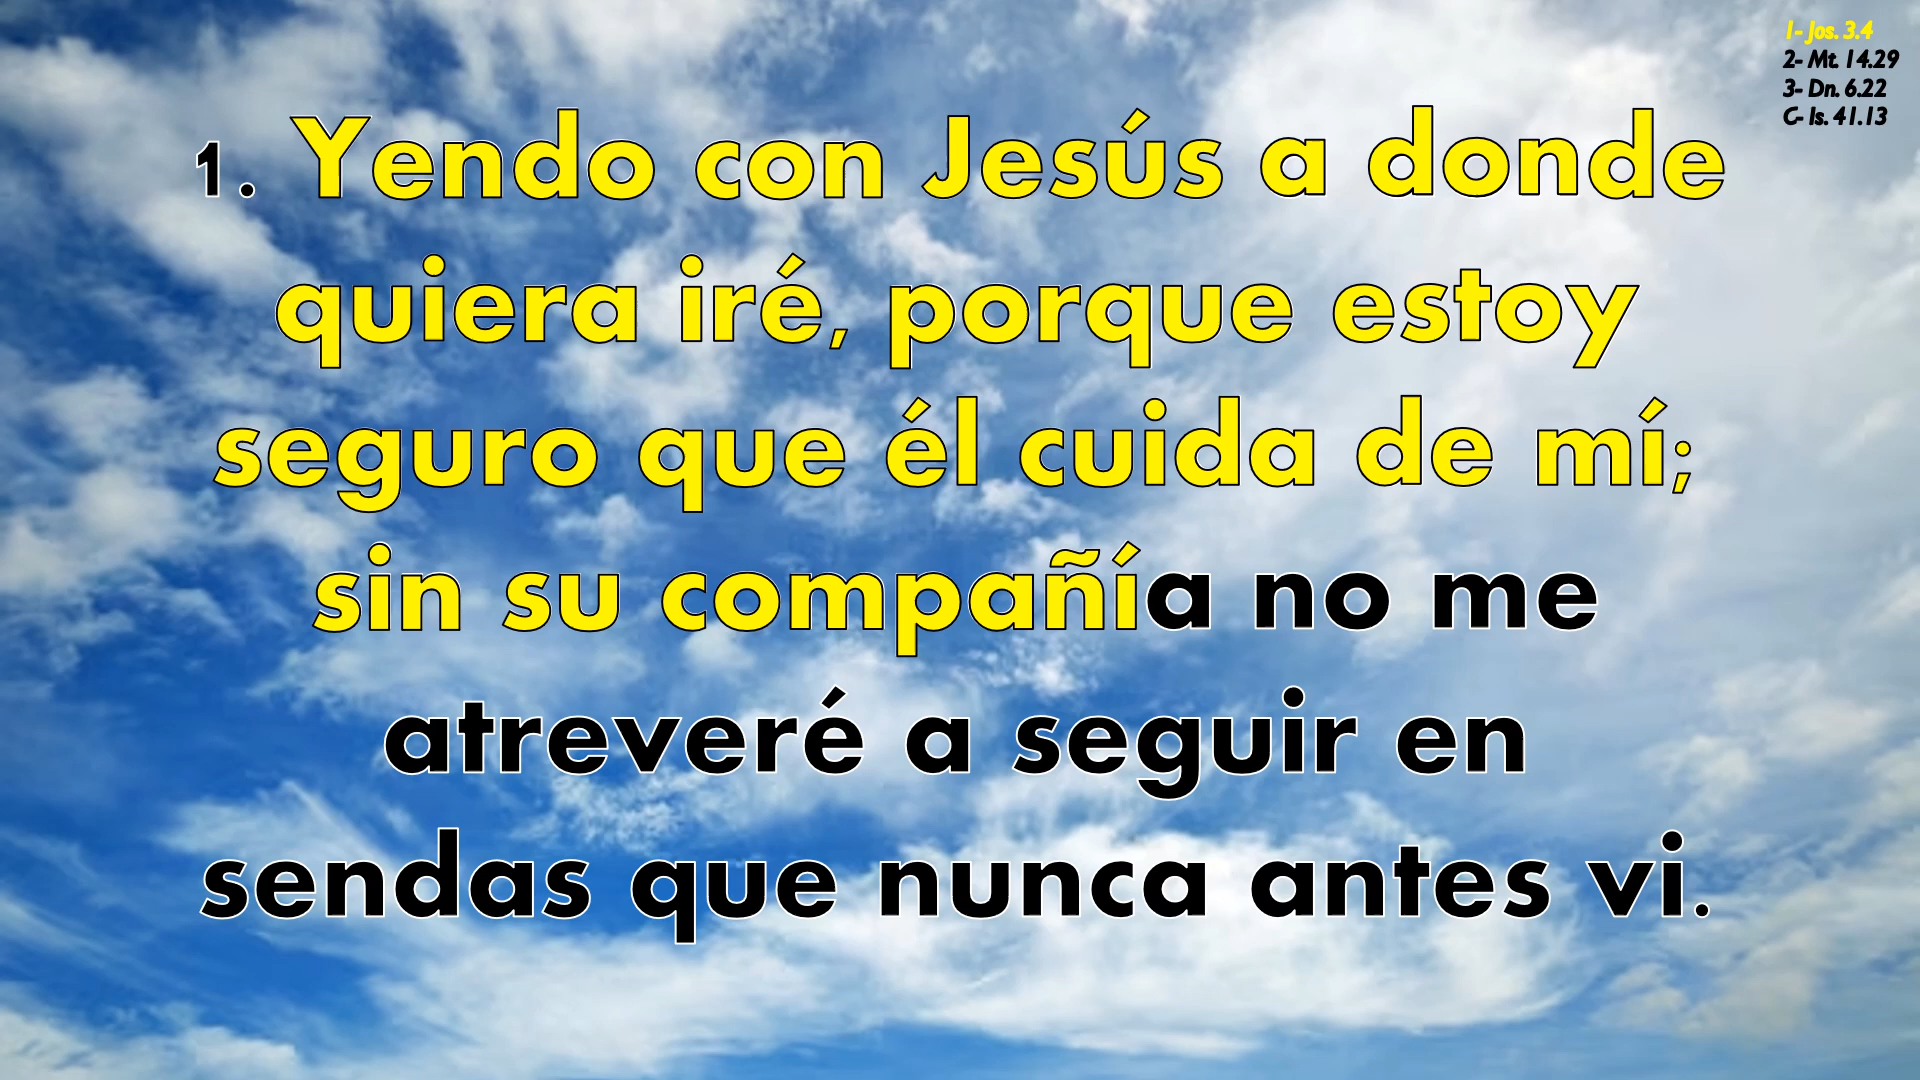 1- Jos. 3.4
2- Mt. 14.29
3- Dn. 6.22
C- Is. 41.13
1. Yendo con Jesús a donde
quiera iré, porque estoy
seguro que él cuida de mí;
sin su compañía no me
atreveré a seguir en
sendas que nunca antes vi.